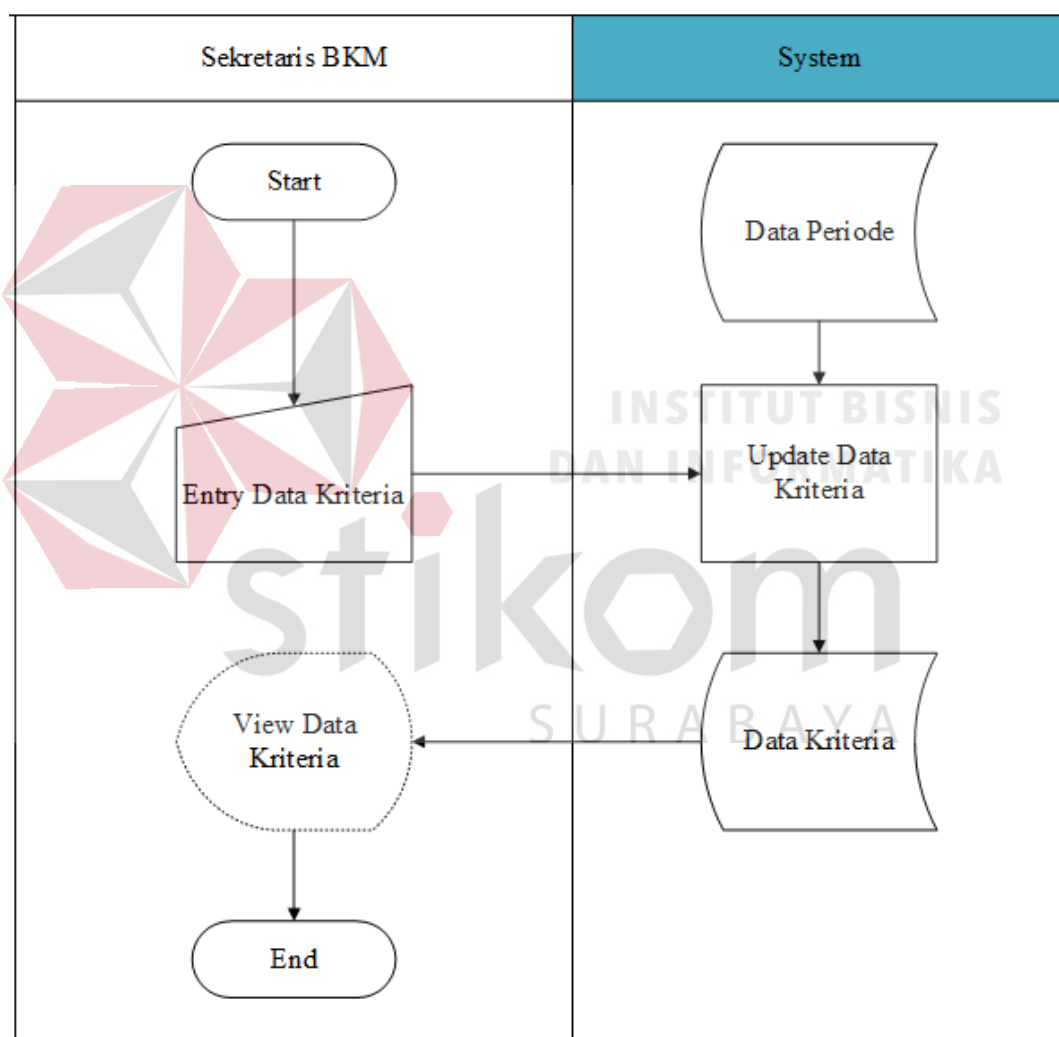 Sekretaris BKM
System
Start
Data Periode
INSTITUT BISNIS
DAN INFORMATIKA
Entry Data Kriteria
Update Data
Kriteria
stikom
SURABAYA
View Data
Kriteria
Data Kriteria
End